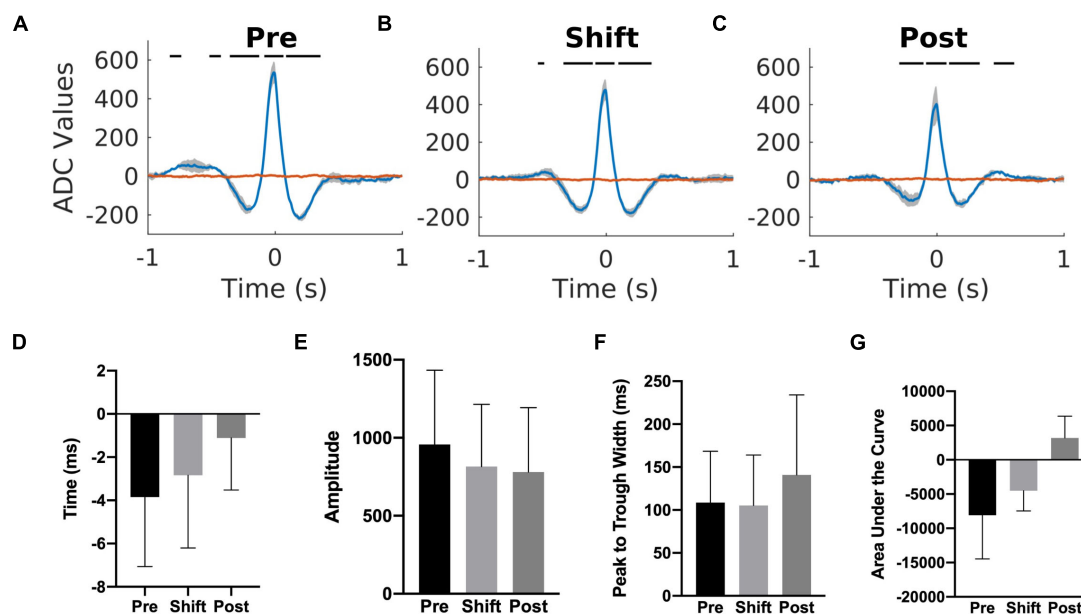 A
Pre
ADC Values
600
400
200
0
-200
-1
0
1
Time (s)
B
Shift
600
400
200
0
-200
-1
0
1
Time (s)
C
Post
600
400
200
0
-200
-1
0
1
Time (s)
D
Time (ms)
2
0
-2
-4
-6
-8
Pre Shift Post
E
Amplitude
1500
1000
500
0
Pre Shift Post
F
Peak to Trough Width (ms)
250
200
150
100
50
0
Pre Shift Post
G
Area Under the Curve
10000
5000
0
-5000
-10000
-15000
-20000
Pre Shift Post